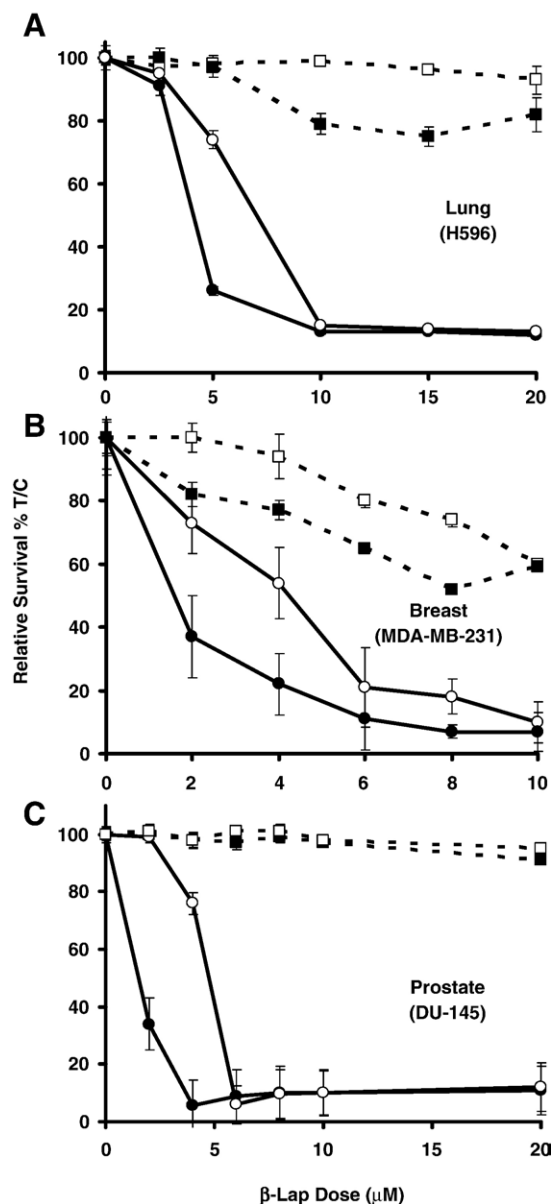 A
100
80
60
40
20
0
Lung
(H596)
0 5 10 15 20
B
100
80
60
40
20
0
Relative Survival % T/C
Breast
(MDA-MB-231)
0 2 4 6 8 10
C
100
80
60
40
20
0
Prostate
(DU-145)
0 5 10 15 20
β-Lap Dose (μM)